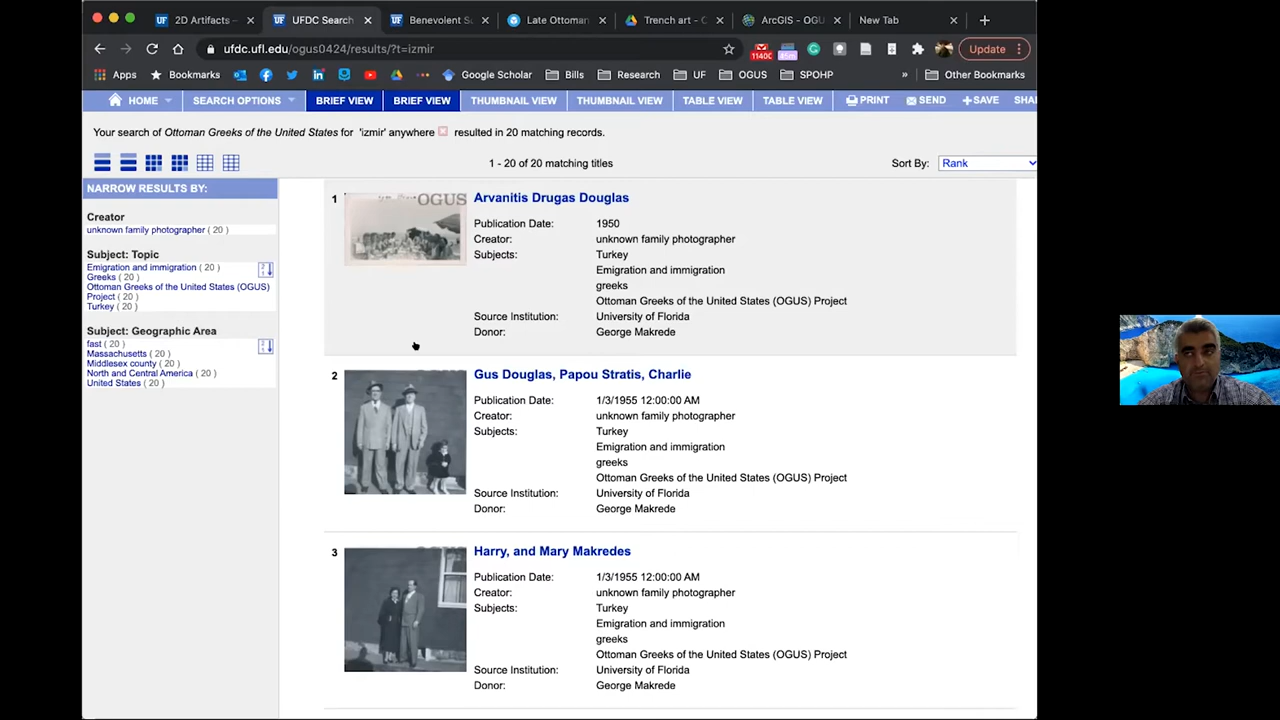 2D Artifacts – UFDC Search Benevolent Su Late Ottoman Trench art - C ArcGIS - OGU New Tab
ufdc.ufl.edu/ogus0424/results/?t=izmir Update
Apps Bookmarks Google Scholar Bills Research UF OGUS SPOHP » Other Bookmarks
HOME SEARCH OPTIONS BRIEF VIEW BRIEF VIEW THUMBNAIL VIEW THUMBNAIL VIEW TABLE VIEW TABLE VIEW PRINT SEND +SAVE SHA
Your search of Ottoman Greeks of the United States for 'izmir' anywhere resulted in 20 matching records.
1 - 20 of 20 matching titles
Sort By: Rank
NARROW RESULTS BY:
Creator
unknown family photographer ( 20 )
Subject: Topic
Emigration and immigration ( 20 )
Greeks ( 20 )
Ottoman Greeks of the United States (OGUS)
Project ( 20 )
Turkey ( 20 )
Subject: Geographic Area
fast ( 20 )
Massachusetts ( 20 )
Middlesex county ( 20 )
North and Central America ( 20 )
United States ( 20 )
1
OGUS
Arvanitis Drugas Douglas
Publication Date: 1950
Creator: unknown family photographer
Subjects: Turkey
Emigration and immigration
greeks
Ottoman Greeks of the United States (OGUS) Project
Source Institution: University of Florida
Donor: George Makrede
2
Gus Douglas, Papou Stratis, Charlie
Publication Date: 1/3/1955 12:00:00 AM
Creator: unknown family photographer
Subjects: Turkey
Emigration and immigration
greeks
Ottoman Greeks of the United States (OGUS) Project
Source Institution: University of Florida
Donor: George Makrede
3
Harry, and Mary Makredes
Publication Date: 1/3/1955 12:00:00 AM
Creator: unknown family photographer
Subjects: Turkey
Emigration and immigration
greeks
Ottoman Greeks of the United States (OGUS) Project
Source Institution: University of Florida
Donor: George Makrede